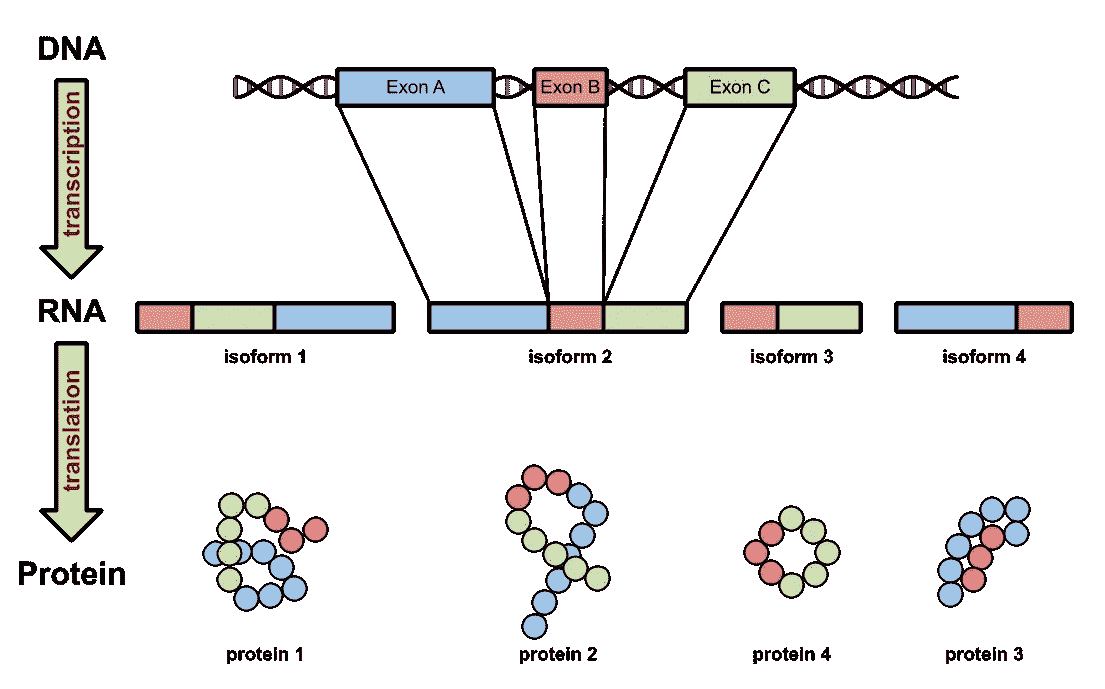 DNA
Exon A
Exon B
Exon C
transcription
RNA
isoform 1
isoform 2
isoform 3
isoform 4
translation
Protein
protein 1
protein 2
protein 4
protein 3